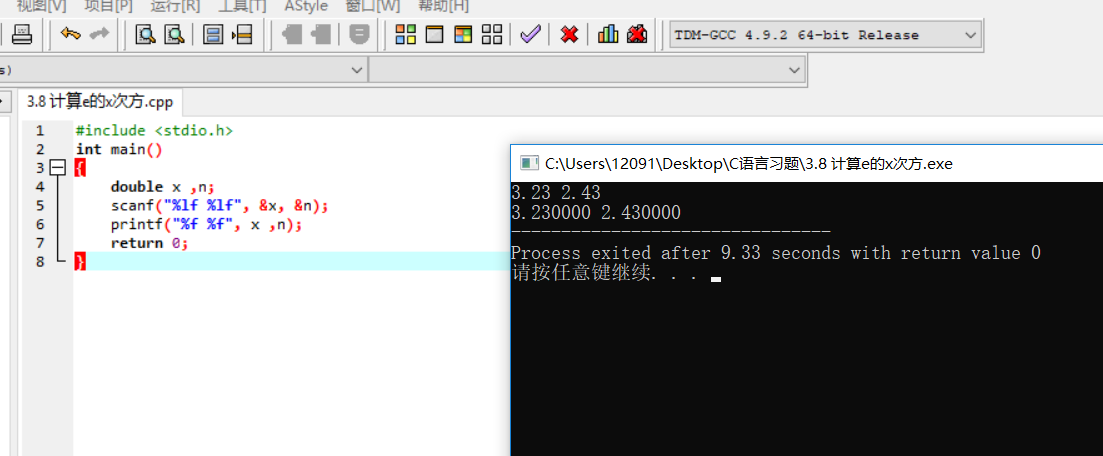 视图[V] 项目[P] 运行[R] 工具[T] AStyle 窗口[W] 帮助[H]
TDM-GCC 4.9.2 64-bit Release
s)
3.8 计算e的x次方.cpp
1 #include <stdio.h>
2 int main()
3 {
4 double x ,n;
5 scanf("%lf %lf", &x, &n);
6 printf("%f %f", x ,n);
7 return 0;
8 }
C:\Users\12091\Desktop\C语言习题\3.8 计算e的x次方.exe
3.23 2.43
3.230000 2.430000
--------------------------------
Process exited after 9.33 seconds with return value 0
请按任意键继续. . .